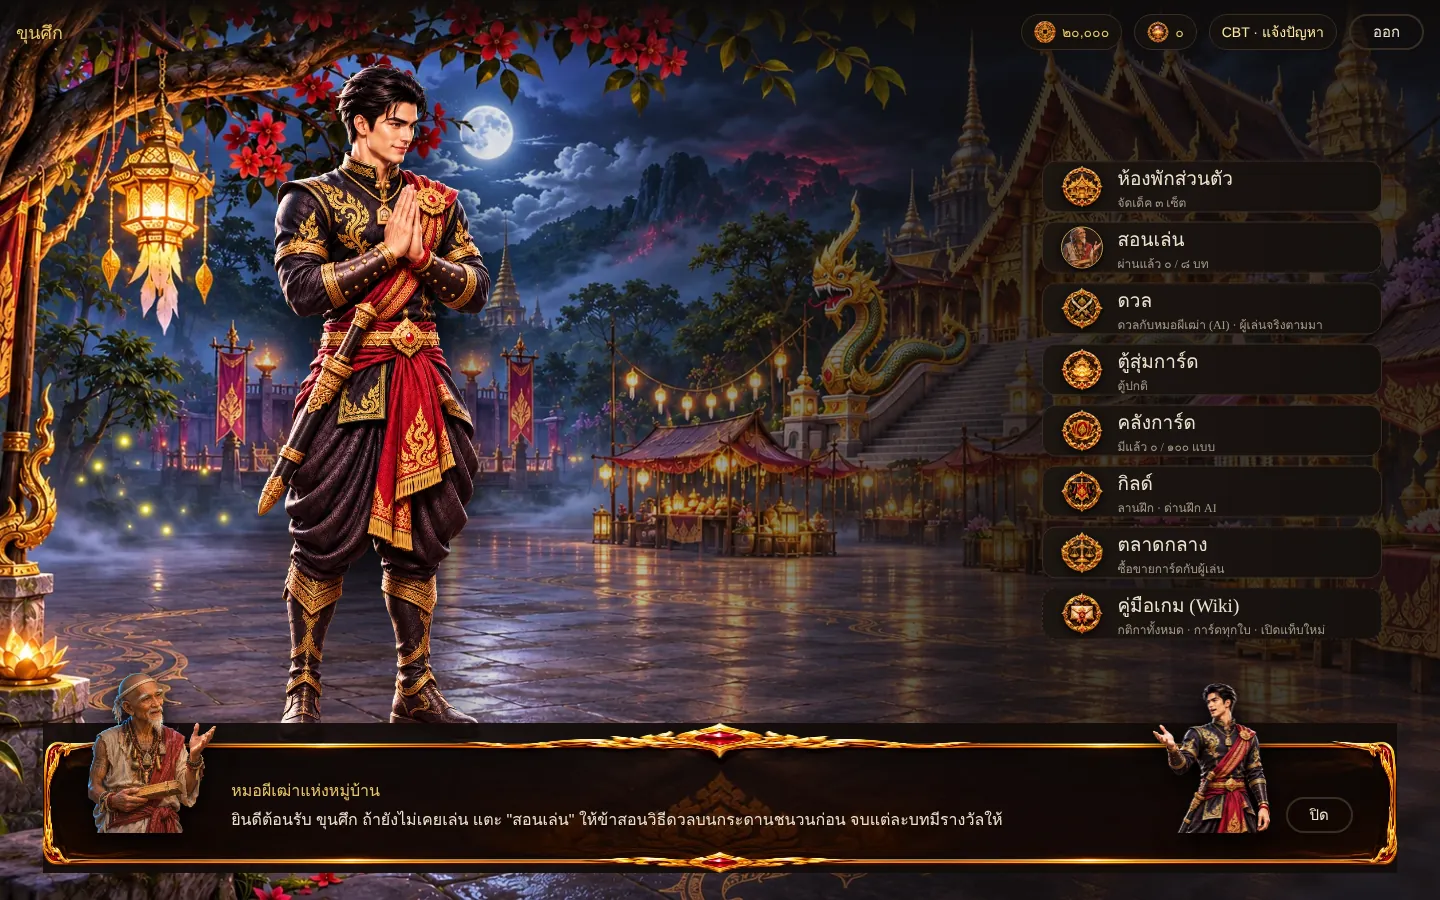 ขุนศึก
๒๐,๐๐๐
๐
CBT · แจ้งปัญหา
ออก
ห้องพักส่วนตัว
จัดเด็ค ๓ เซ็ต
สอนเล่น
ผ่านแล้ว ๐ / ๘ บท
ดวล
ดวลกับหมอผีเฒ่า (AI) · ผู้เล่นจริงตามมา
ตู้สุ่มการ์ด
ตู้ปกติ
คลังการ์ด
มีแล้ว ๐ / ๑๐๐ แบบ
กิลด์
ลานฝึก · ด่านฝึก AI
ตลาดกลาง
ซื้อขายการ์ดกับผู้เล่น
คู่มือเกม (Wiki)
กติกาทั้งหมด · การ์ดทุกใบ · เปิดแท็บใหม่
หมอผีเฒ่าแห่งหมู่บ้าน
ยินดีต้อนรับ ขุนศึก ถ้ายังไม่เคยเล่น แตะ "สอนเล่น" ให้ข้าสอนวิธีดวลบนกระดานชนวนก่อน จบแต่ละบทมีรางวัลให้
ปิด